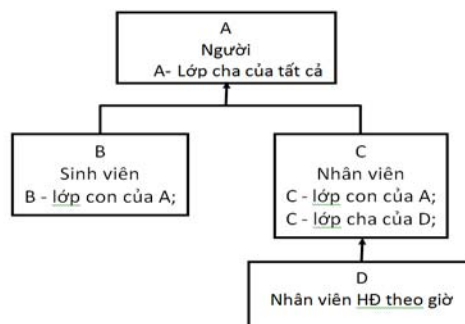 A
Người
A- Lớp cha của tất cả
B
Sinh viên
B - lớp con của A;
C
Nhân viên
C - lớp con của A;
C - lớp cha của D;
D
Nhân viên HĐ theo giờ